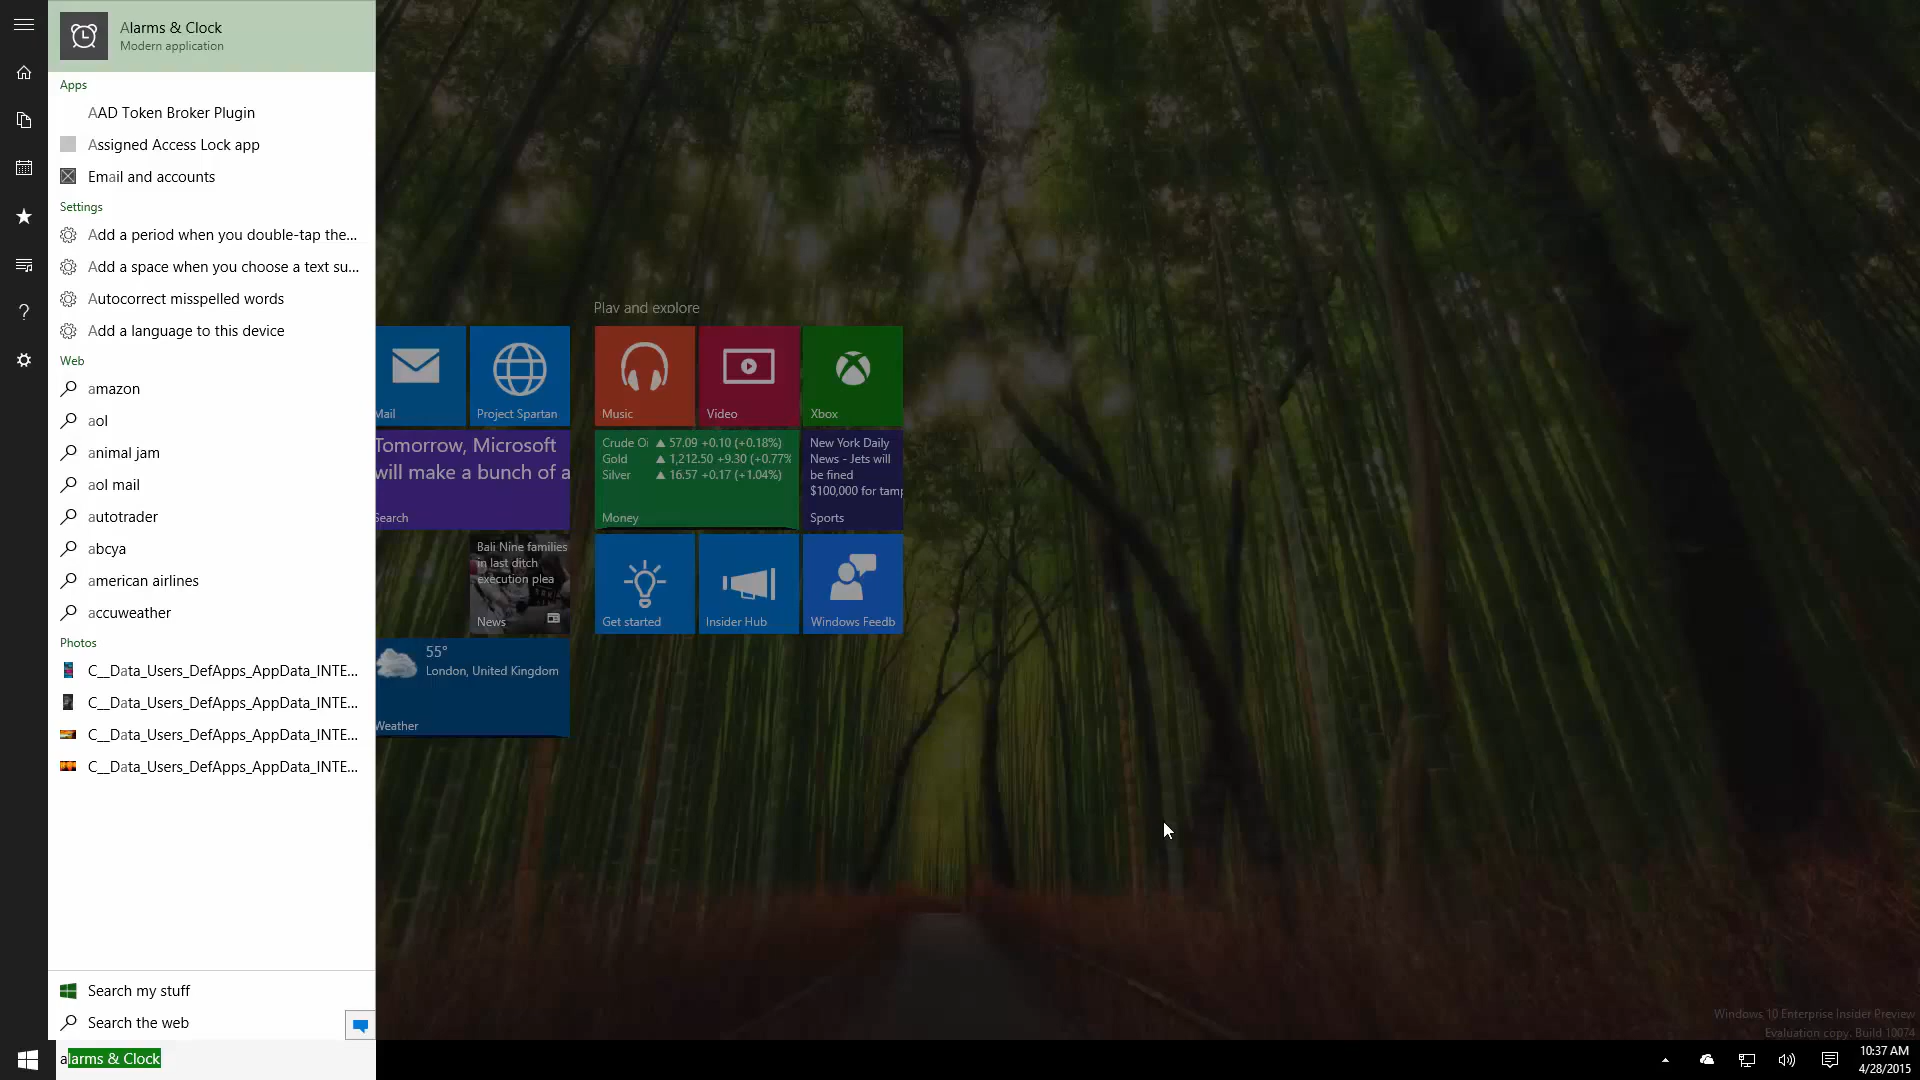 Alarms & Clock
Modern application
Apps
AAD Token Broker Plugin
Assigned Access Lock app
Email and accounts
Settings
Add a period when you double-tap the...
Add a space when you choose a text su...
Autocorrect misspelled words
Add a language to this device
Web
amazon
aol
animal jam
aol mail
autotrader
abcya
american airlines
accuweather
Photos
C__Data_Users_DefApps_AppData_INTE...
C__Data_Users_DefApps_AppData_INTE...
C__Data_Users_DefApps_AppData_INTE...
C__Data_Users_DefApps_AppData_INTE...
Search my stuff
Search the web
alarms & Clock
Mail
Project Spartan
Tomorrow, Microsoft
will make a bunch of a
Search
Bali Nine families
in last ditch
execution plea
News
55°
London, United Kingdom
Weather
Play and explore
Music
Video
Xbox
Crude Oi ▲ 57.09 +0.10 (+0.18%)
Gold ▲ 1,212.50 +9.30 (+0.77%
Silver ▲ 16.57 +0.17 (+1.04%)
Money
New York Daily
News - Jets will
be fined
$100,000 for tamp
Sports
Get started
Insider Hub
Windows Feedb
Windows 10 Enterprise Insider Preview
Evaluation copy. Build 10074
10:37 AM
4/28/2015